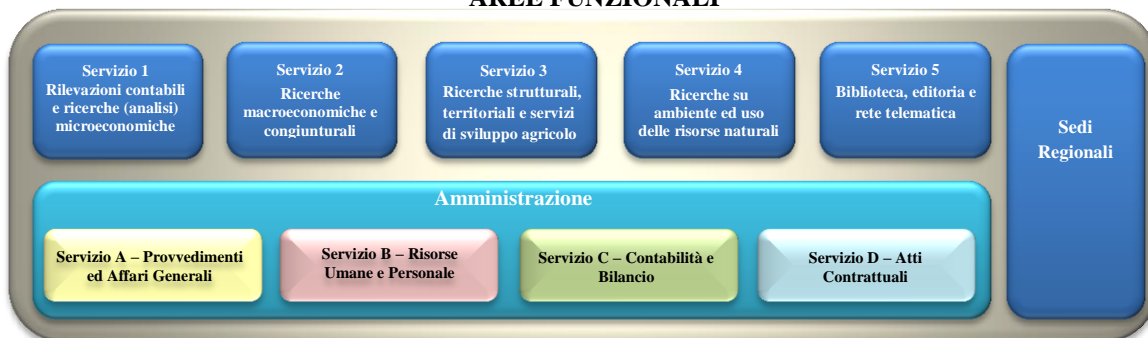 AREE FUNZIONALI
Servizio 1
Rilevazioni contabili
e ricerche (analisi)
microeconomiche
Servizio 2
Ricerche
macroeconomiche e
congiunturali
Servizio 3
Ricerche strutturali,
territoriali e servizi
di sviluppo agricolo
Servizio 4
Ricerche su
ambiente ed uso
delle risorse naturali
Servizio 5
Biblioteca, editoria e
rete telematica
Sedi
Regionali
Amministrazione
Servizio A – Provvedimenti
ed Affari Generali
Servizio B – Risorse
Umane e Personale
Servizio C – Contabilità e
Bilancio
Servizio D – Atti
Contrattuali